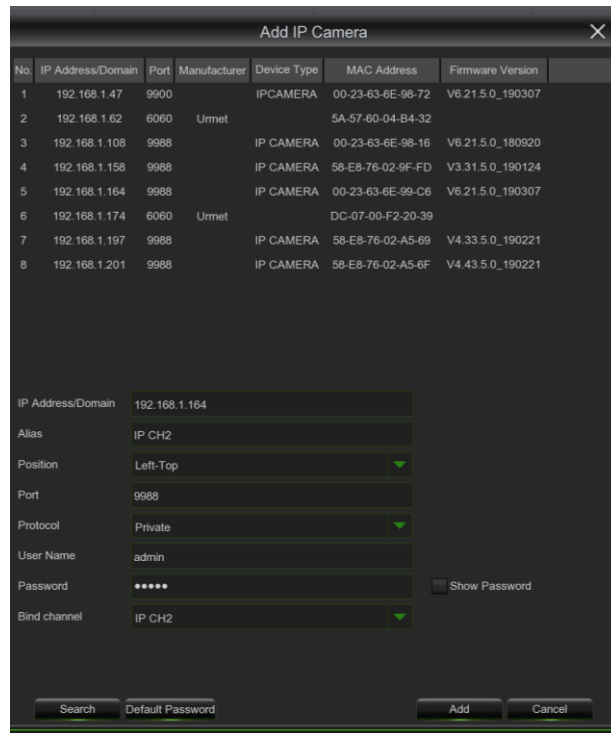 Add IP Camera
No. IP Address/Domain Port Manufacturer Device Type MAC Address Firmware Version
1 192.168.1.47 9900 IPCAMERA 00-23-63-6E-98-72 V6.21.5.0_190307
2 192.168.1.62 6060 Urmet 5A-57-60-04-B4-32
3 192.168.1.108 9988 IP CAMERA 00-23-63-6E-98-16 V6.21.5.0_180920
4 192.168.1.158 9988 IP CAMERA 58-E8-76-02-9F-FD V3.31.5.0_190124
5 192.168.1.164 9988 IP CAMERA 00-23-63-6E-99-C6 V6.21.5.0_190307
6 192.168.1.174 6060 Urmet DC-07-00-F2-20-39
7 192.168.1.197 9988 IP CAMERA 58-E8-76-02-A5-69 V4.33.5.0_190221
8 192.168.1.201 9988 IP CAMERA 58-E8-76-02-A5-6F V4.43.5.0_190221
IP Address/Domain 192.168.1.164
Alias IP CH2
Position Left-Top
Port 9988
Protocol Private
User Name admin
Password ••••• Show Password
Bind channel IP CH2
Search Default Password Add Cancel